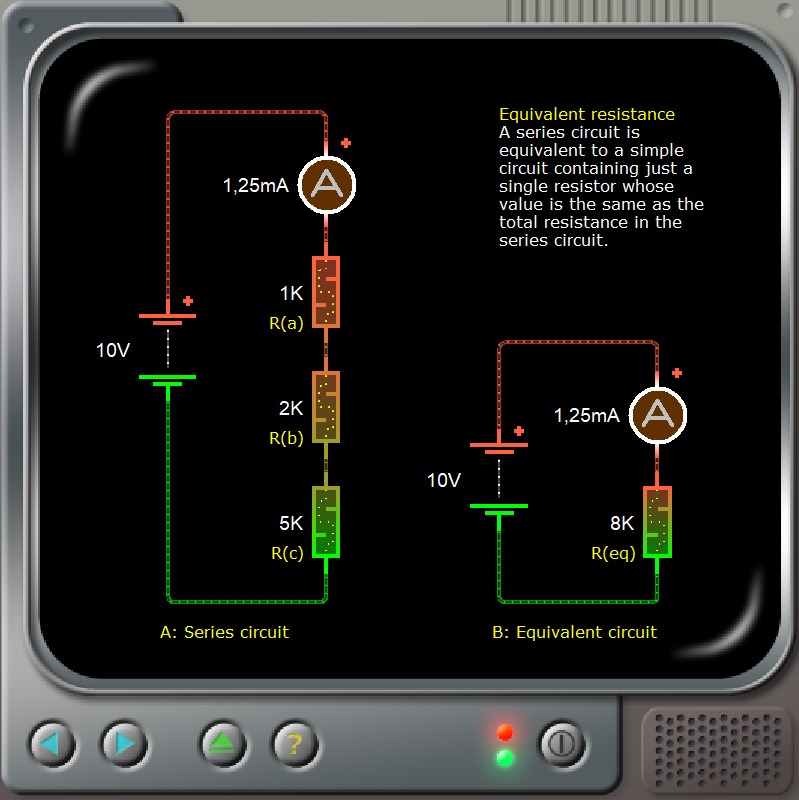 Equivalent resistance
A series circuit is
equivalent to a simple
circuit containing just a
single resistor whose
value is the same as the
total resistance in the
series circuit.
1,25mA
A
1K
R(a)
10V
2K
R(b)
5K
R(c)
A: Series circuit
1,25mA
A
10V
8K
R(eq)
B: Equivalent circuit
?